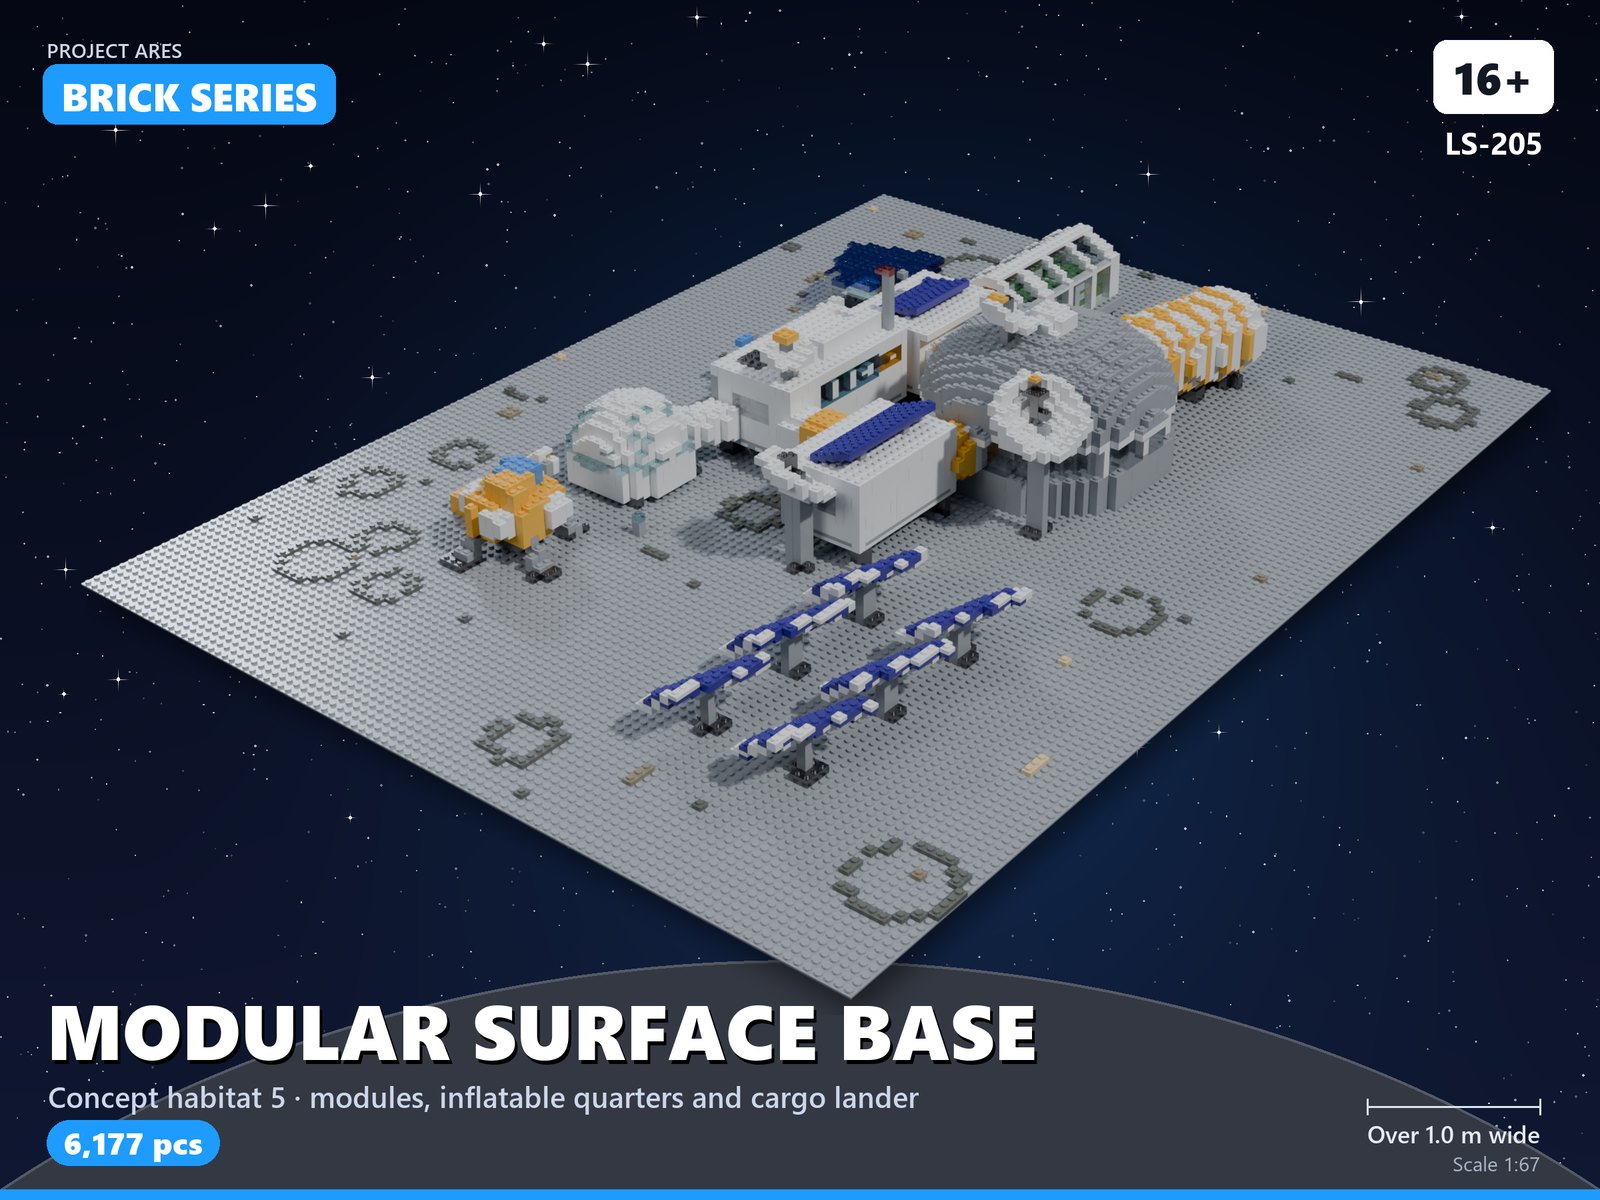 PROJECT ARES
BRICK SERIES
16+
LS-205
MODULAR SURFACE BASE
Concept habitat 5 · modules, inflatable quarters and cargo lander
6,177 pcs
Over 1.0 m wide
Scale 1:67